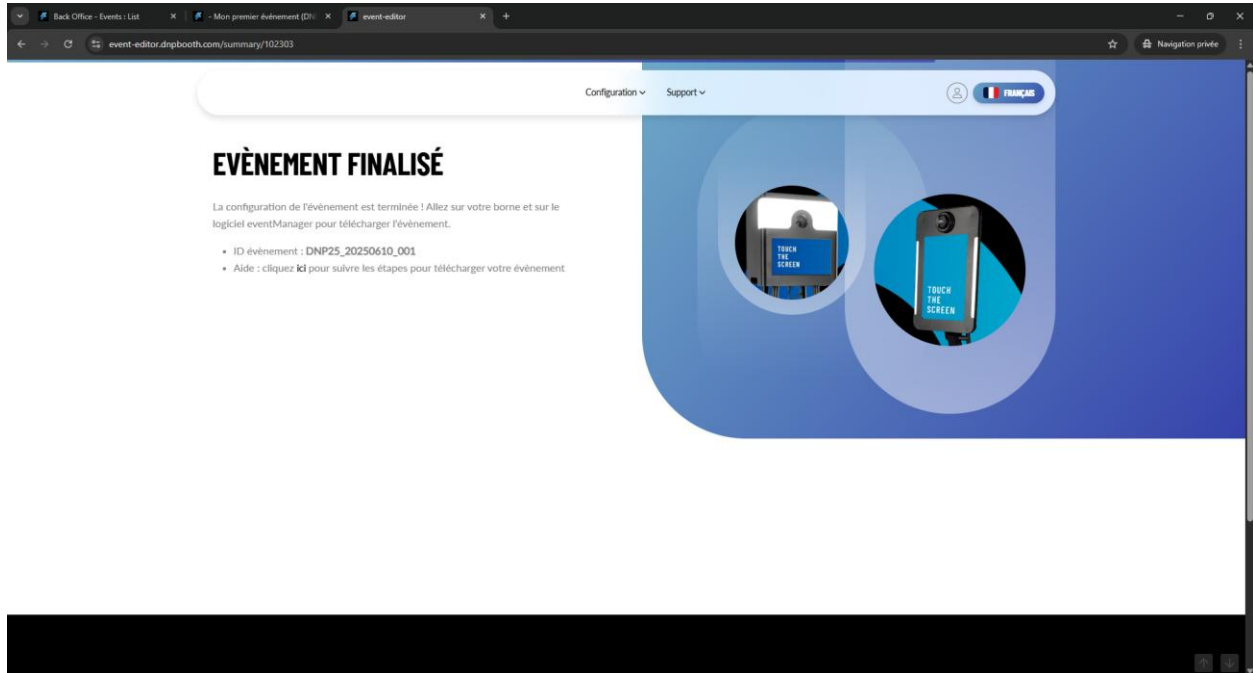 Back Office - Events : List
- Mon premier événement (DN
event-editor
event-editor.dnpbooth.com/summary/102303
Navigation privée
Configuration
Support
FRANÇAIS
EVÈNEMENT FINALISÉ
La configuration de l'évènement est terminée ! Allez sur votre borne et sur le
logiciel eventManager pour télécharger l'évènement.
• ID évènement : DNP25_20250610_001
• Aide : cliquez ici pour suivre les étapes pour télécharger votre évènement
TOUCH
THE
SCREEN
TOUCH
THE
SCREEN